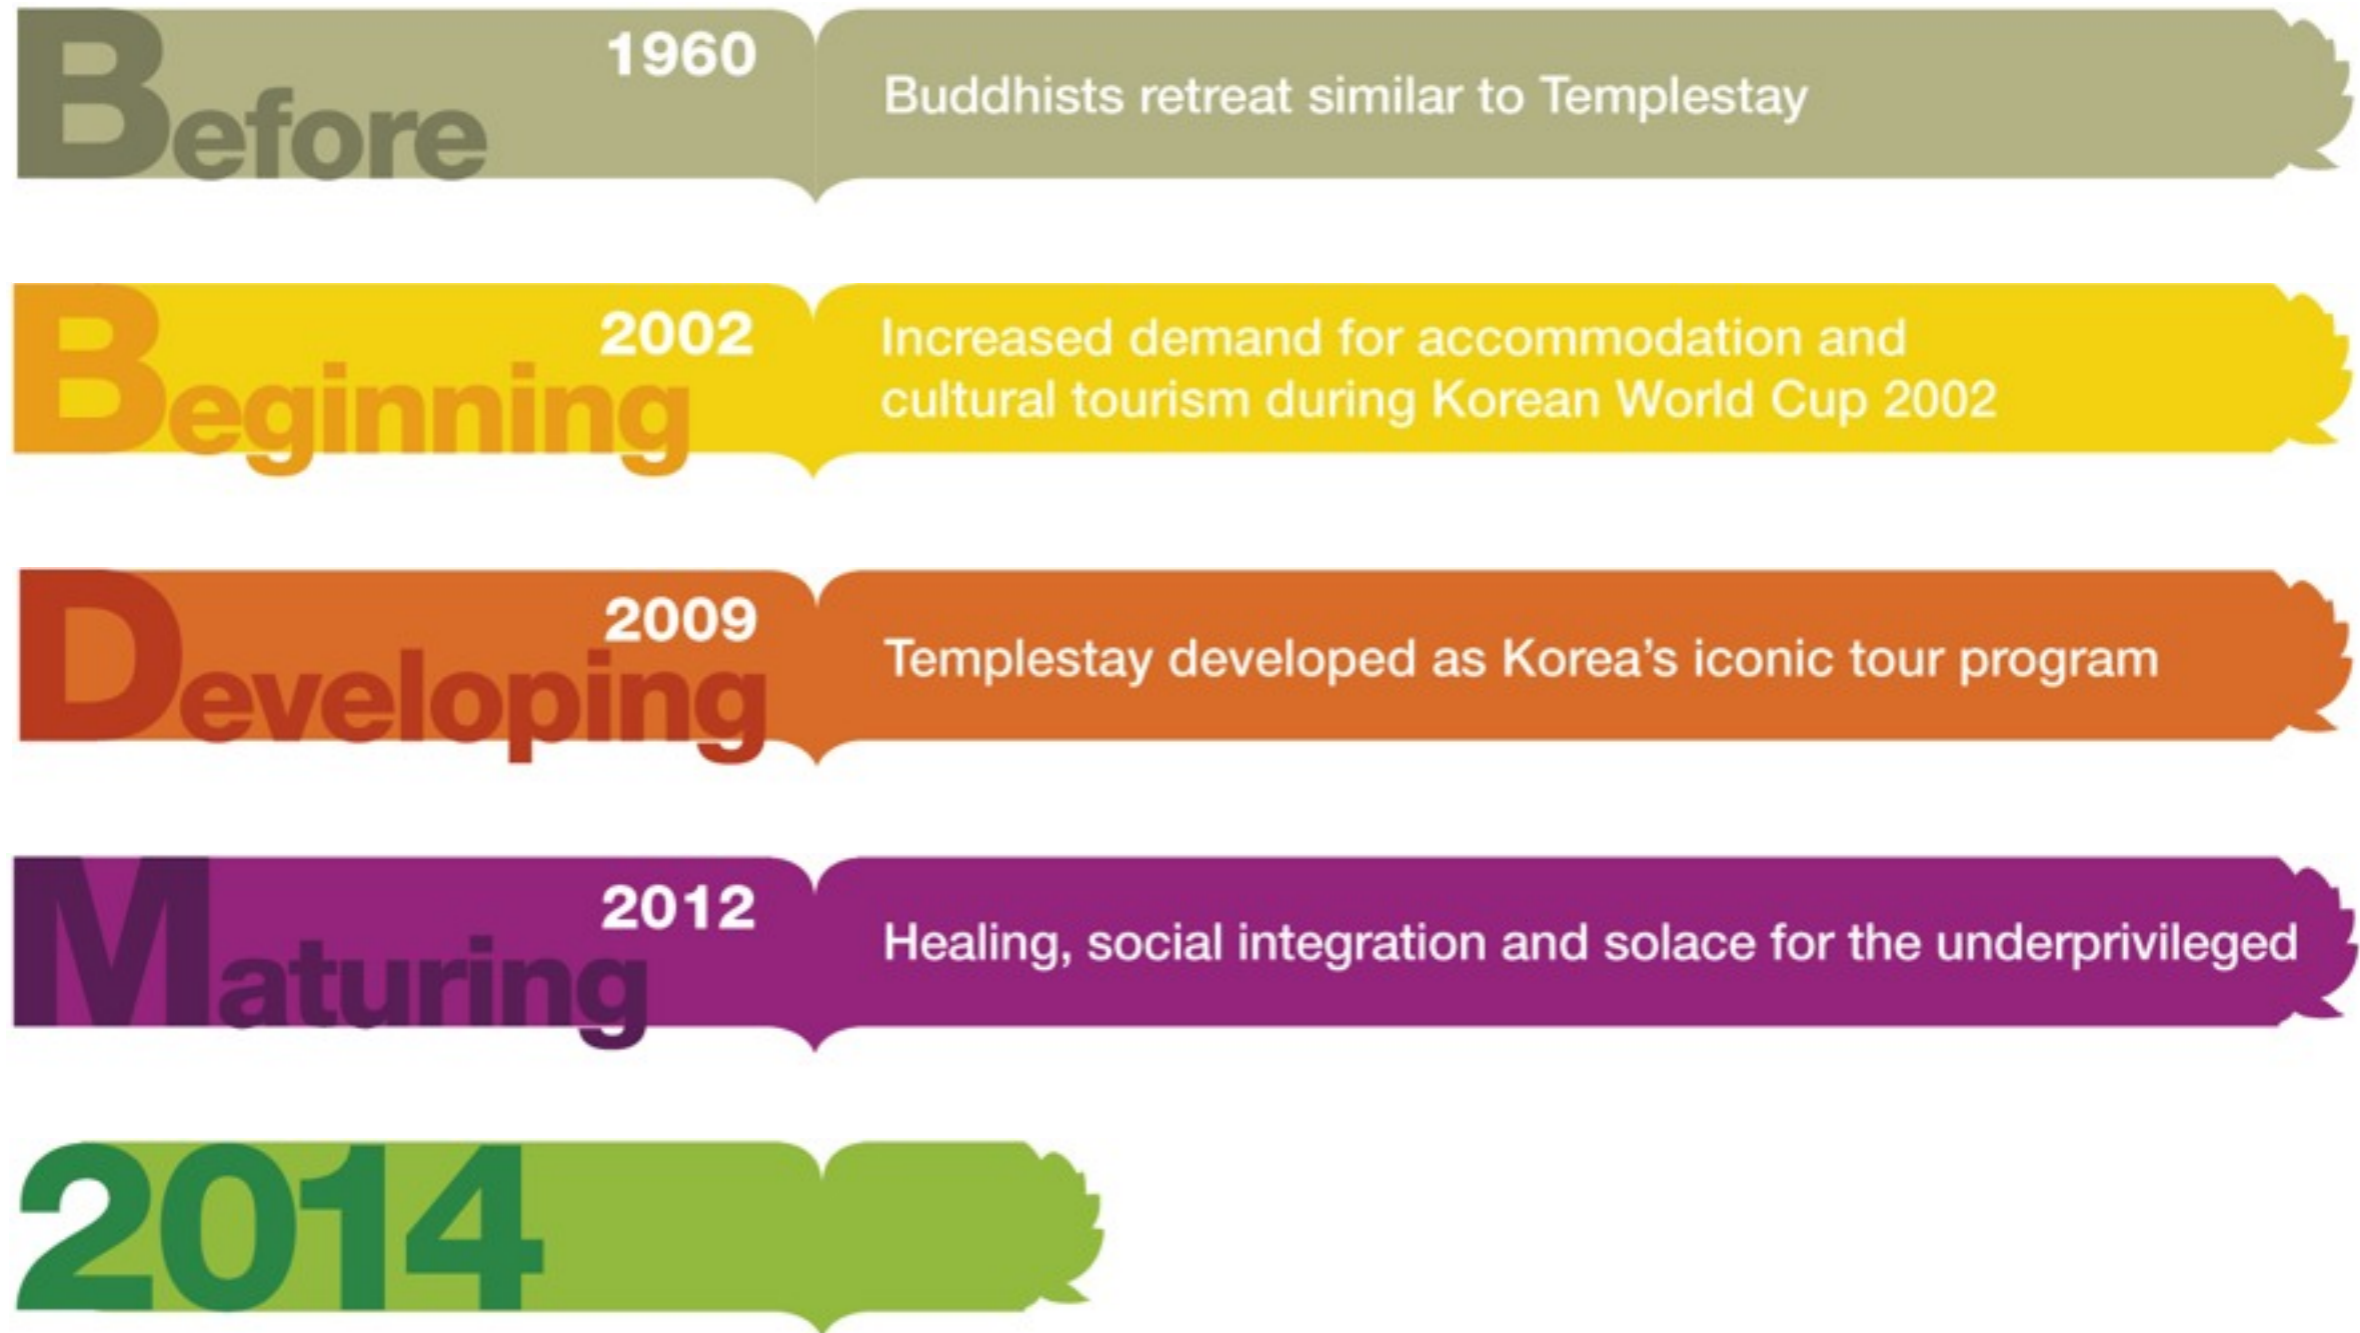 Before 1960
Buddhists retreat similar to Templestay
Beginning 2002
Increased demand for accommodation and
cultural tourism during Korean World Cup 2002
Developing 2009
Templestay developed as Korea’s iconic tour program
Maturing 2012
Healing, social integration and solace for the underprivileged
2014